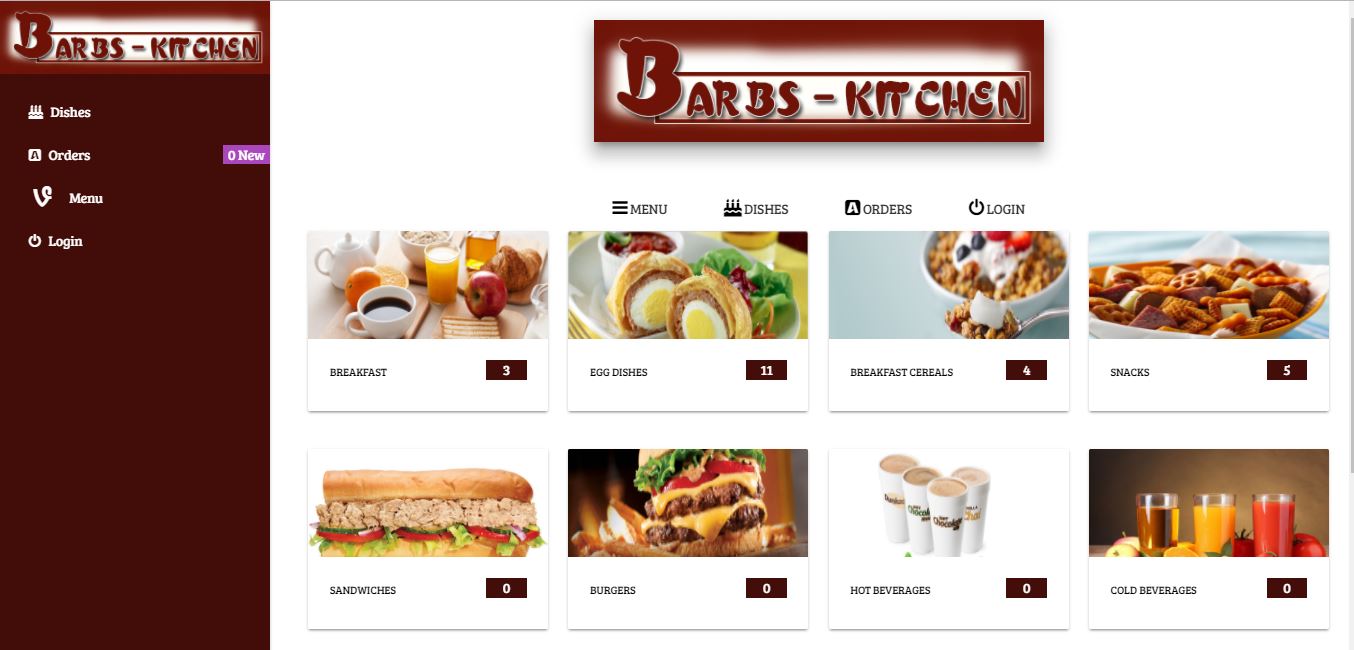 BARBS - KITCHEN
Dishes
Orders
0 New
Menu
Login
BARBS - KITCHEN
MENU DISHES ORDERS LOGIN
BREAKFAST 3
EGG DISHES 11
BREAKFAST CEREALS 4
SNACKS 5
SANDWICHES 0
BURGERS 0
HOT BEVERAGES 0
COLD BEVERAGES 0